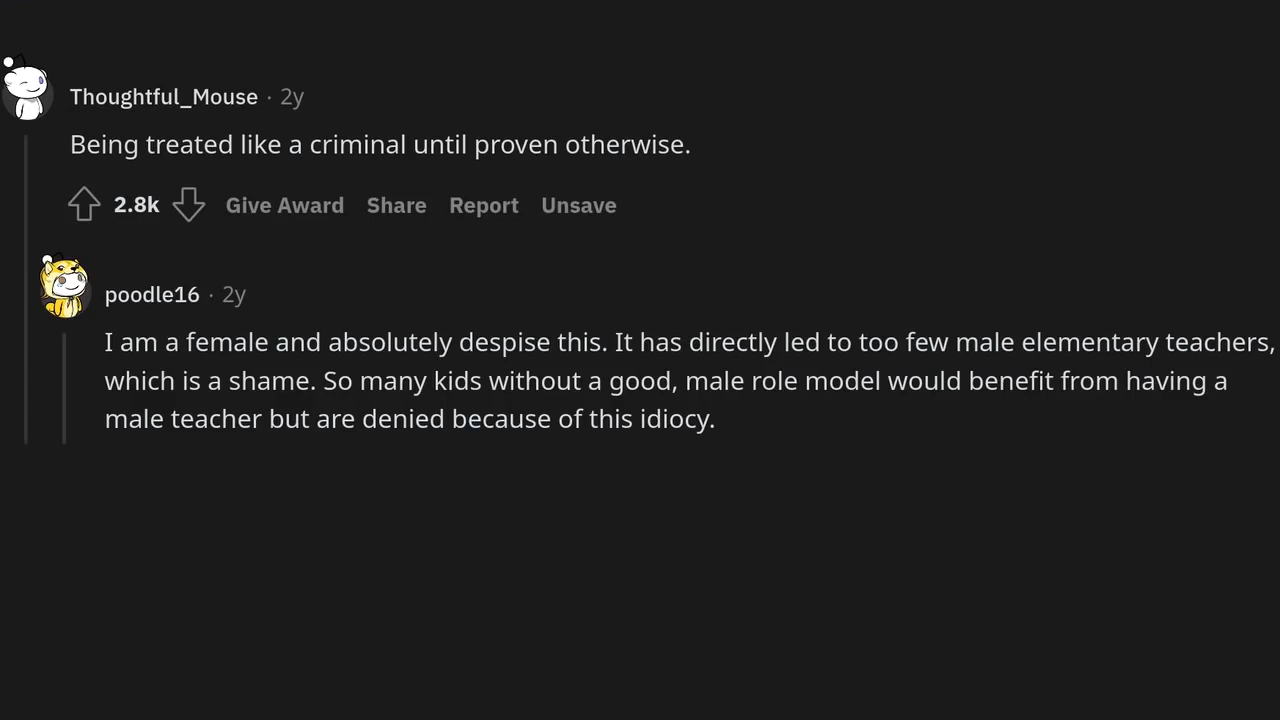 Thoughtful_Mouse · 2y
Being treated like a criminal until proven otherwise.
2.8k Give Award Share Report Unsave
poodle16 · 2y
I am a female and absolutely despise this. It has directly led to too few male elementary teachers,
which is a shame. So many kids without a good, male role model would benefit from having a
male teacher but are denied because of this idiocy.